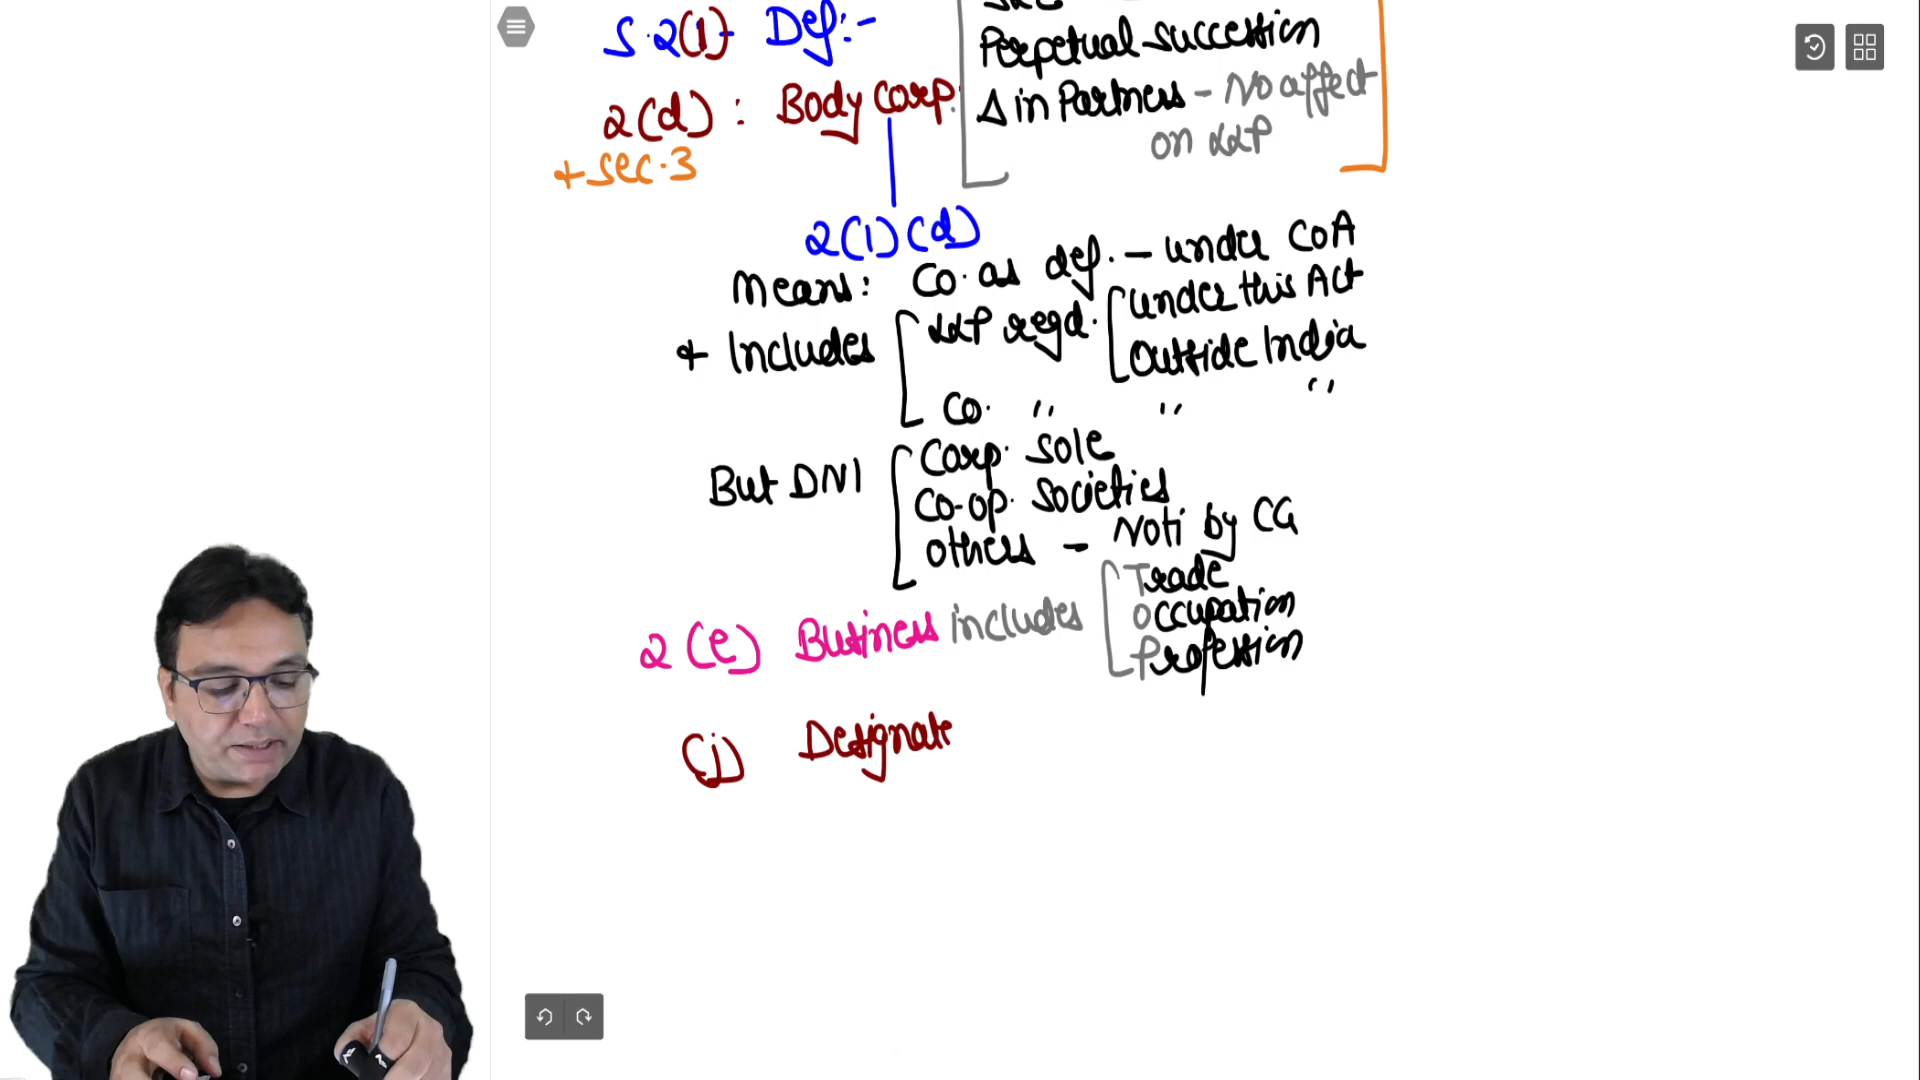 S.2(1)- Def:-
Perpetual succession
Δ in Partners - No affect
on LLP
2(d) : Body Corp.
+ Sec.3
2(1)(d)
Means: Co. as def. - under CoA
+ Includes LLP regd. under this Act
Outside India
Co. " " "
But DNI Corp. Sole
Co-op. Societies
Others - Noti by CG
2(e) Business includes Trade
Occupation
Profession
(j) Designate